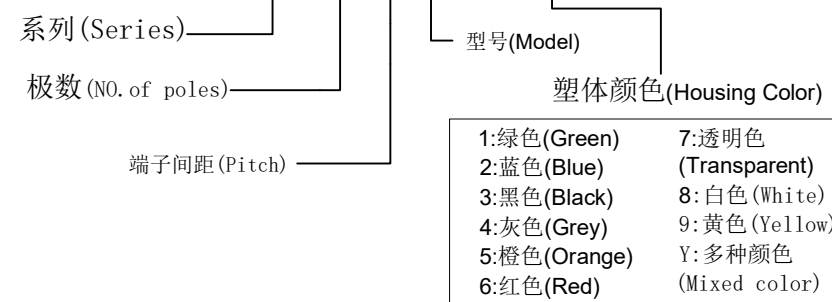 系列(Series)
型号(Model)
极数(NO.of poles)
塑体颜色(Housing Color)
端子间距(Pitch)
1:绿色(Green)
2:蓝色(Blue)
3:黑色(Black)
4:灰色(Grey)
5:橙色(Orange)
6:红色(Red)
7:透明色
(Transparent)
8:白色(White)
9:黄色(Yellow)
Y:多种颜色
(Mixed color)